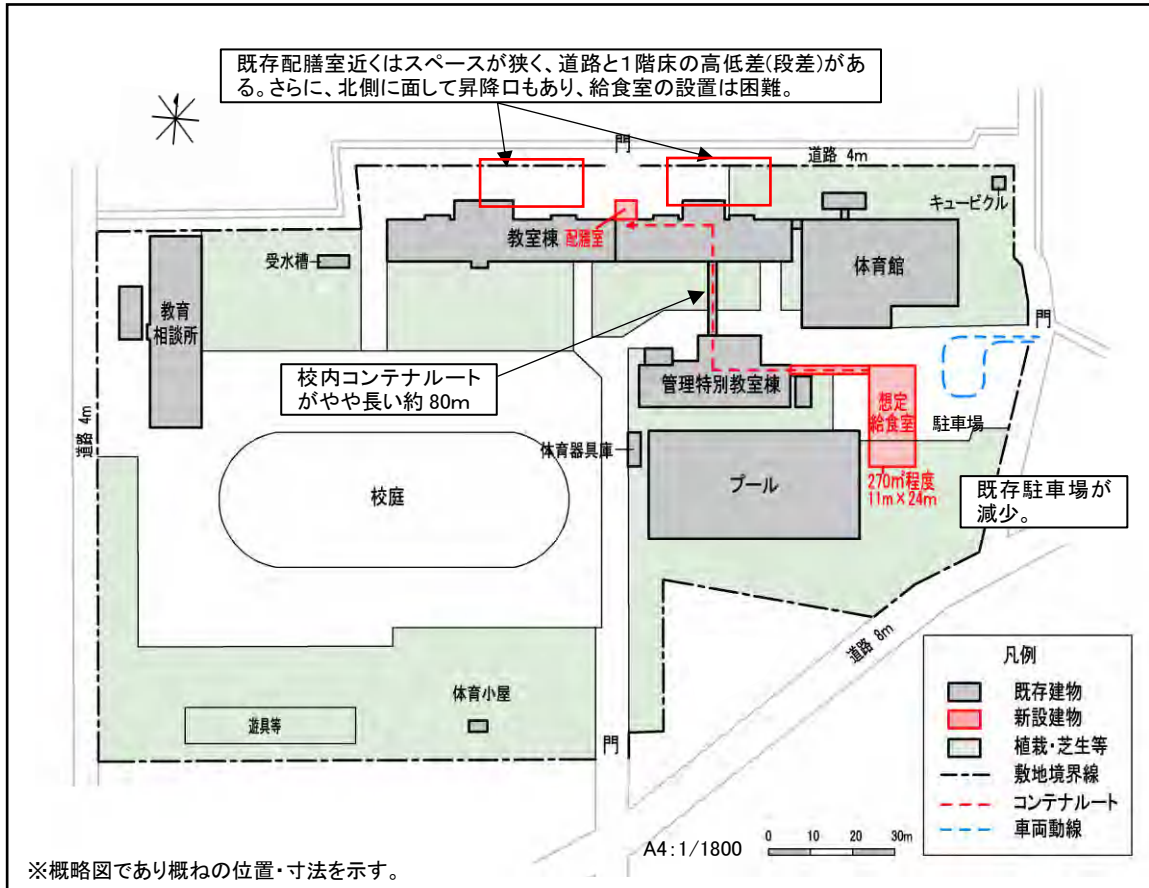 既存配膳室近くはスペースが狭く、道路と1階床の高低差(段差)があ
る。さらに、北側に面して昇降口もあり、給食室の設置は困難。
門
道路 4m
キュービクル
教室棟
配膳室
体育館
受水槽
教育
相談所
門
校内コンテナルート
がやや長い約 80m
管理特別教室棟
想定
給食室
駐車場
道路 4m
体育器具庫
プール
校庭
270㎡程度
11m×24m
既存駐車場が
減少。
道路 8m
体育小屋
遊具等
門
凡例
既存建物
新設建物
植栽・芝生等
敷地境界線
コンテナルート
車両動線
A4:1/1800
0 10 20 30m
※概略図であり概ねの位置・寸法を示す。